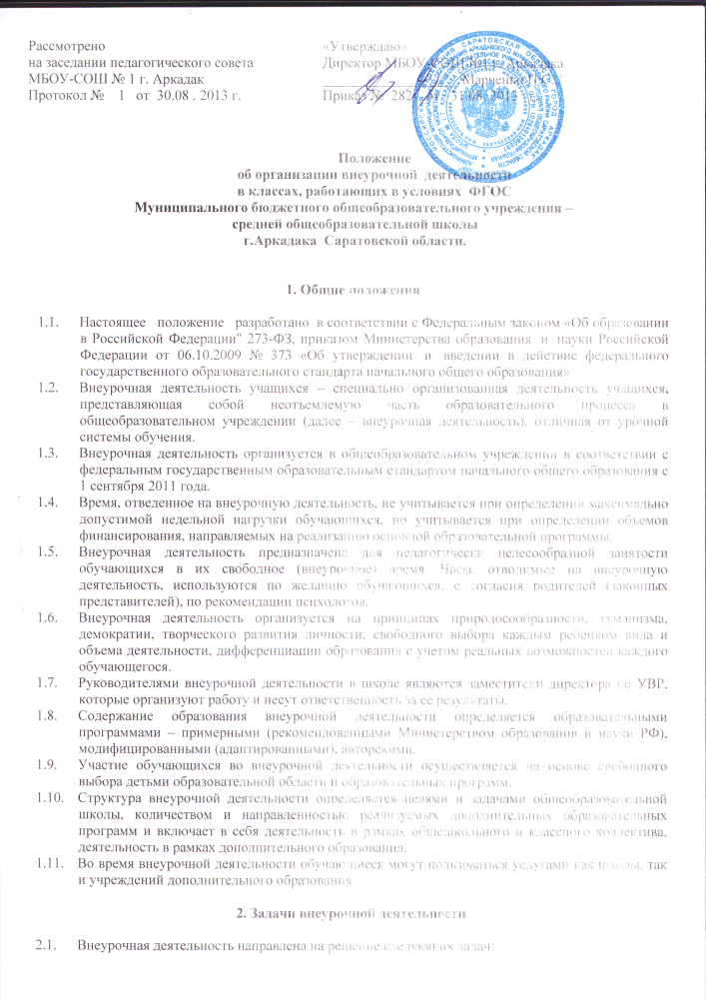 Рассмотрено
на заседании педагогического совета
МБОУ-СОШ № 1 г. Аркадак
Протокол № 1 от 30.08 . 2013 г.
«Утверждаю»
Директор МБОУ-СОШ № 1 г. Аркадака
Приказ № 282 от 31.08. 2013
Положение
об организации внеурочной деятельности
в классах, работающих в условиях ФГОС
Муниципального бюджетного общеобразовательного учреждения –
средней общеобразовательной школы
г.Аркадака Саратовской области.
1. Общие положения
1.1. Настоящее положение разработано в соответствии с Федеральным законом «Об образовании
в Российской Федерации" 273-ФЗ, приказом Министерства образования и науки Российской
Федерации от 06.10.2009 № 373 «Об утверждении и введении в действие федерального
государственного образовательного стандарта начального общего образования»
1.2. Внеурочная деятельность учащихся – специально организованная деятельность учащихся,
представляющая собой неотъемлемую часть образовательного процесса в
общеобразовательном учреждении (далее – внеурочная деятельность), отличная от урочной
системы обучения.
1.3. Внеурочная деятельность организуется в общеобразовательном учреждении в соответствии с
федеральным государственным образовательным стандартом начального общего образования с
1 сентября 2011 года.
1.4. Время, отведенное на внеурочную деятельность, не учитывается при определении максимально
допустимой недельной нагрузки обучающихся, но учитывается при определении объемов
финансирования, направляемых на реализацию основной образовательной программы.
1.5. Внеурочная деятельность предназначена для педагогически целесообразной занятости
обучающихся в их свободное (внеурочное) время. Часы, отводимые на внеурочную
деятельность, используются по желанию обучающихся, с согласия родителей (законных
представителей), по рекомендации психологов.
1.6. Внеурочная деятельность организуется на принципах природосообразности, гуманизма,
демократии, творческого развития личности, свободного выбора каждым ребенком вида и
объема деятельности, дифференциации образования с учетом реальных возможностей каждого
обучающегося.
1.7. Руководителями внеурочной деятельности в школе являются заместители директора по УВР,
которые организуют работу и несут ответственность за ее результаты.
1.8. Содержание образования внеурочной деятельности определяется образовательными
программами – примерными (рекомендованными Министерством образования и науки РФ),
модифицированными (адаптированными), авторскими.
1.9. Участие обучающихся во внеурочной деятельности осуществляется на основе свободного
выбора детьми образовательной области и образовательных программ.
1.10. Структура внеурочной деятельности определяется целями и задачами общеобразовательной
школы, количеством и направленностью реализуемых дополнительных образовательных
программ и включает в себя деятельность в рамках общешкольного и классного коллектива,
деятельность в рамках дополнительного образования.
1.11. Во время внеурочной деятельности обучающиеся могут пользоваться услугами как школы, так
и учреждений дополнительного образования.
2. Задачи внеурочной деятельности
2.1. Внеурочная деятельность направлена на решение следующих задач: